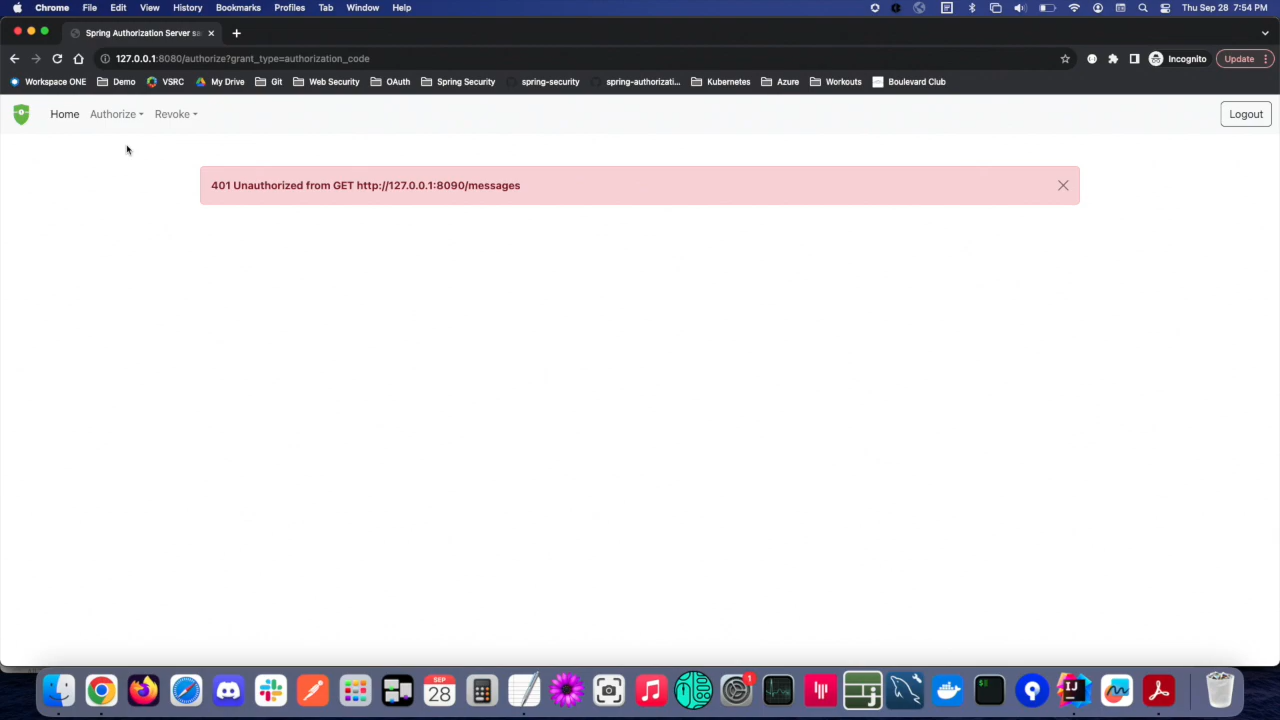 Chrome File Edit View History Bookmarks Profiles Tab Window Help Thu Sep 28 7:54 PM
Spring Authorization Server sa
127.0.0.1:8080/authorize?grant_type=authorization_code Incognito Update
Workspace ONE Demo VSRC My Drive Git Web Security OAuth Spring Security spring-security spring-authorizati... Kubernetes Azure Workouts Boulevard Club
Home Authorize Revoke Logout
401 Unauthorized from GET http://127.0.0.1:8090/messages
SEP
28
1
IJ